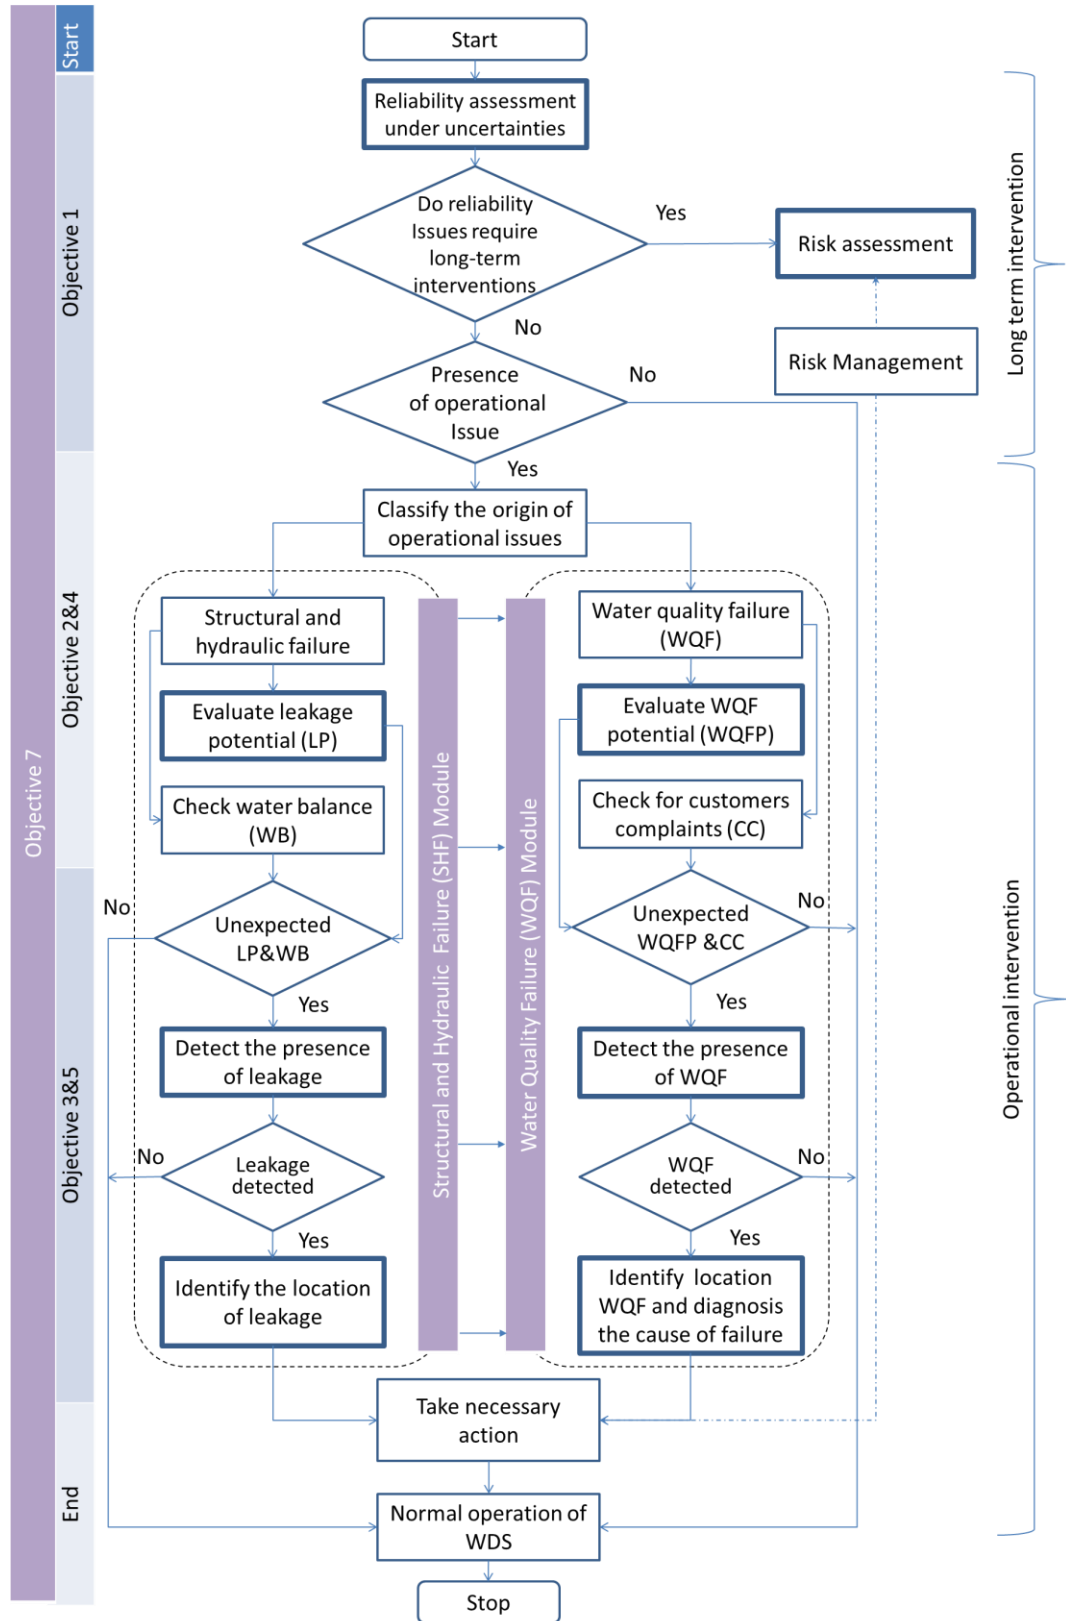 Start
Start
Reliability assessment
under uncertainties
Objective 1
Do reliability
Issues require
long-term
interventions
Yes
Risk assessment
Long term intervention
No
Risk Management
Presence
of operational
Issue
No
Yes
Classify the origin of
operational issues
Objective 2&4
Structural and
hydraulic failure
Evaluate leakage
potential (LP)
Check water balance
(WB)
Water quality failure
(WQF)
Evaluate WQF
potential (WQFP)
Check for customers
complaints (CC)
Objective 7
Structural and Hydraulic Failure (SHF) Module
Water Quality Failure (WQF) Module
Operational intervention
No
Unexpected
LP&WB
Yes
Unexpected
WQFP &CC
No
Yes
Objective 3&5
Detect the presence
of leakage
Detect the presence
of WQF
No
Leakage
detected
Yes
WQF
detected
No
Yes
Identify the location
of leakage
Identify location
WQF and diagnosis
the cause of failure
Take necessary
action
End
Normal operation of
WDS
Stop